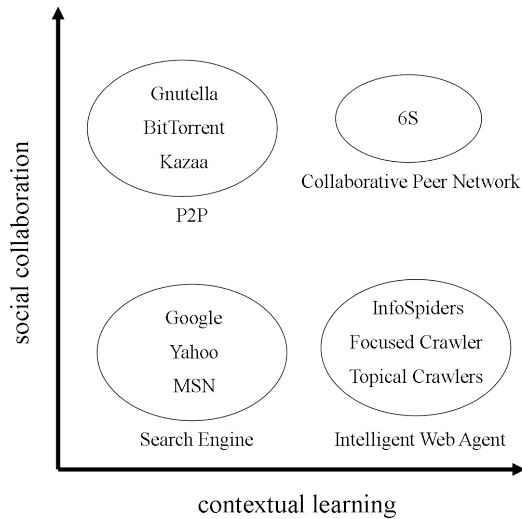 social collaboration
Gnutella
BitTorrent
Kazaa
P2P
6S
Collaborative Peer Network
Google
Yahoo
MSN
Search Engine
InfoSpiders
Focused Crawler
Topical Crawlers
Intelligent Web Agent
contextual learning